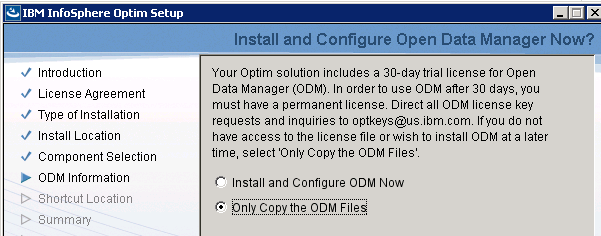 IBM InfoSphere Optim Setup
Install and Configure Open Data Manager Now?
Introduction
License Agreement
Type of Installation
Install Location
Component Selection
ODM Information
Shortcut Location
Summary
Your Optim solution includes a 30-day trial license for Open
Data Manager (ODM). In order to use ODM after 30 days, you
must have a permanent license. Direct all ODM license key
requests and inquiries to optkeys@us.ibm.com. If you do not
have access to the license file or wish to install ODM at a later
time, select 'Only Copy the ODM Files'.
Install and Configure ODM Now
Only Copy the ODM Files